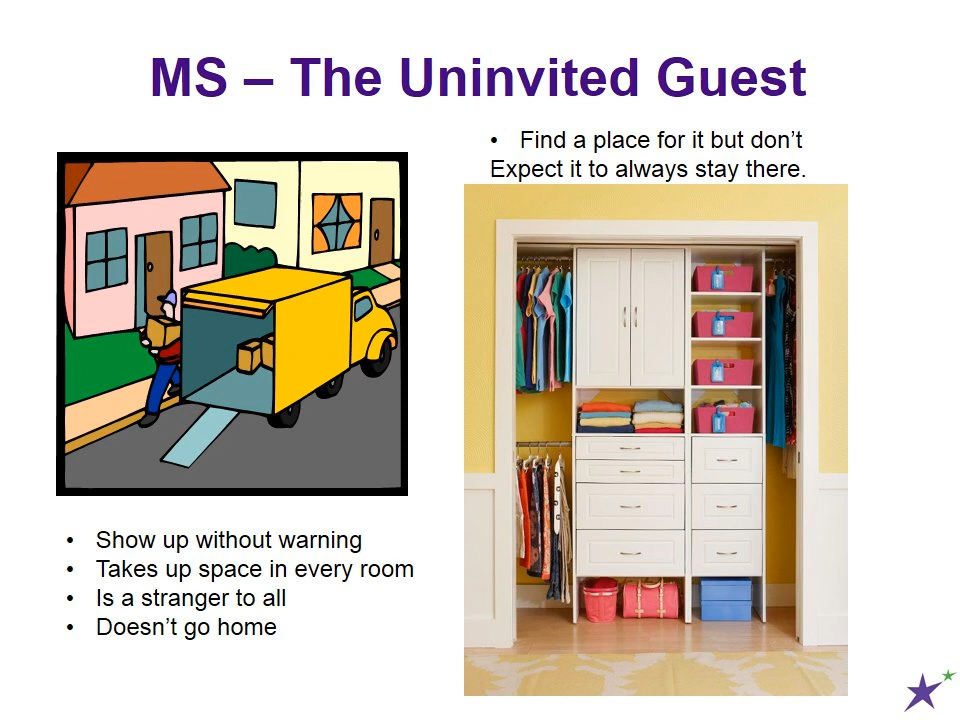 MS – The Uninvited Guest
• Find a place for it but don’t
Expect it to always stay there.
• Show up without warning
• Takes up space in every room
• Is a stranger to all
• Doesn’t go home